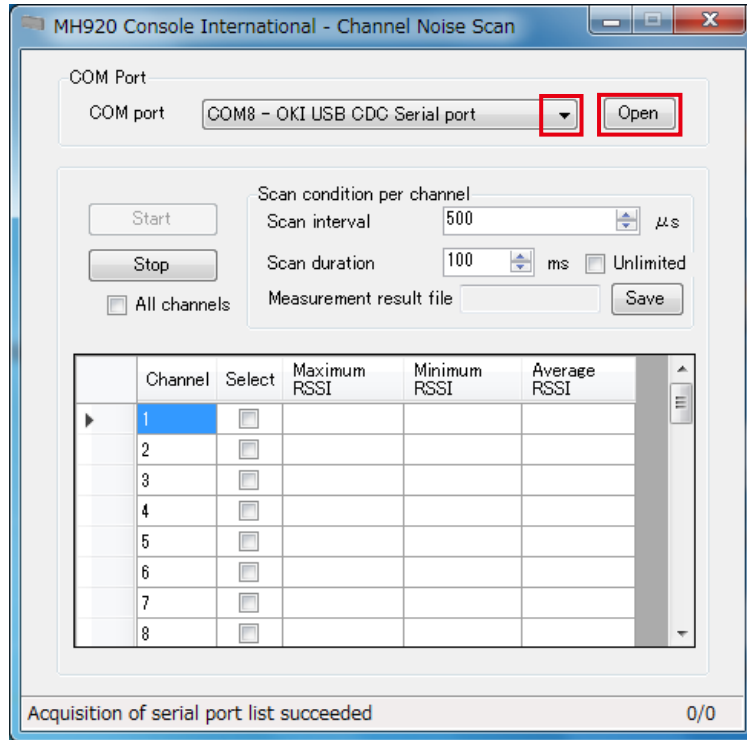 MH920 Console International - Channel Noise Scan
COM Port
COM port COM8 - OKI USB CDC Serial port Open
Scan condition per channel
Start Scan interval 500 μs
Stop Scan duration 100 ms Unlimited
All channels Measurement result file Save
Channel Select Maximum RSSI Minimum RSSI Average RSSI
1
2
3
4
5
6
7
8
Acquisition of serial port list succeeded 0/0